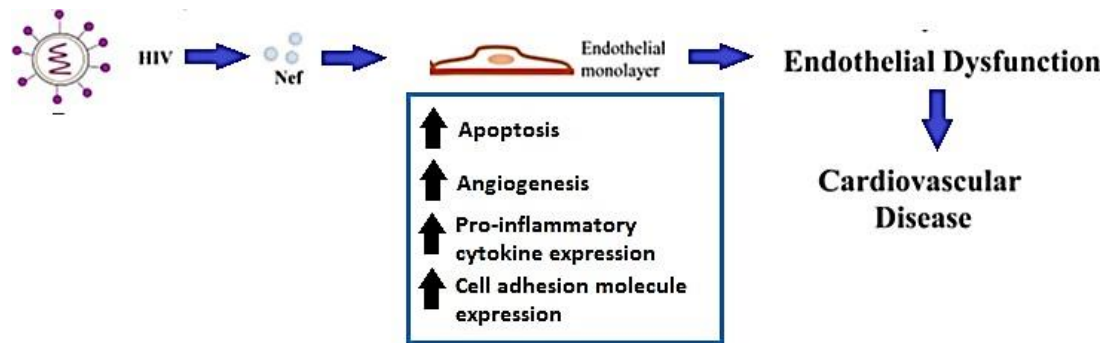 HIV
Nef
Endothelial
monolayer
Endothelial Dysfunction
Cardiovascular
Disease
Apoptosis
Angiogenesis
Pro-inflammatory
cytokine expression
Cell adhesion molecule
expression